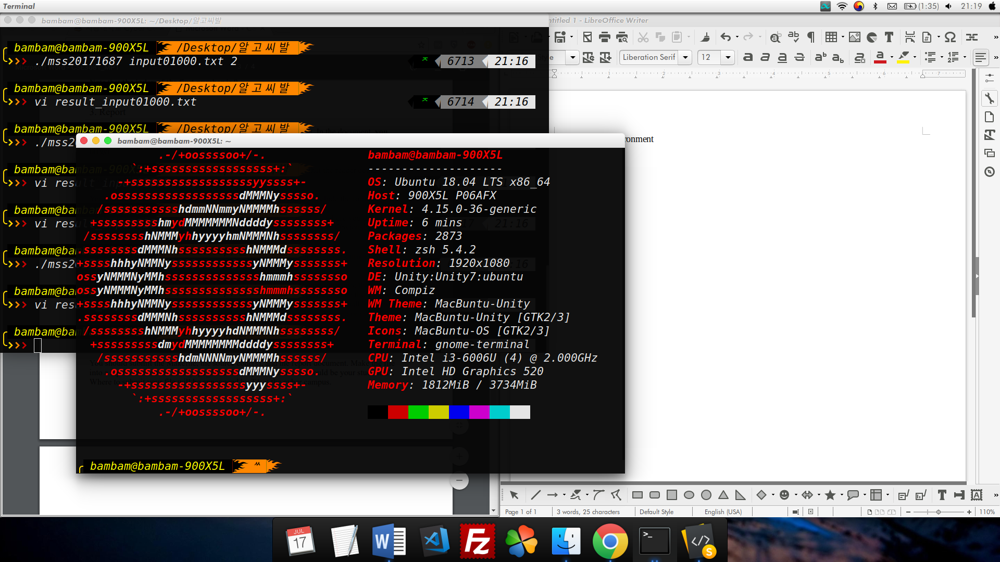 Terminal
(1:35)
21:19
bambam@bambam-900X5L: ~/Desktop/알고씨발
ntitled 1 - LibreOffice Writer
bambam@bambam-900X5L /Desktop/알고씨발
>>> ./mss20171687 input01000.txt 2
6713 21:16
bambam@bambam-900X5L /Desktop/알고씨발
>>> vi result_input01000.txt
6714 21:16
3. Report
bambam@bambam-900X5L /Desktop/알고씨발
>>> ./mss2
>>> vi res
>>> vi res
>>> ./mss2
>>> vi res
>>>
Liberation Serif
12
ronment
bambam@bambam-900X5L: ~
.-/+oossssoo+/-.
`:+ssssssssssssssssss+:`
-+ssssssssssssssssssyyssss+-
.ossssssssssssssssssdMMMNysssso.
/ssssssssssshdmmNNmmyNMMMMhssssss/
+ssssssssshmydMMMMMMMNddddyssssssss+
/sssssssshNMMMyhhyyyyhmNMMMNhssssssss/
.ssssssssdMMMNhsssssssssshNMMMdssssssss.
+sssshhhyNMMNyssssssssssssyNMMMysssssss+
ossyNMMMNyMMhsssssssssssssshmmmhssssssso
ossyNMMMNyMMhsssssssssssssshmmmhssssssso
+sssshhhyNMMNyssssssssssssyNMMMysssssss+
.ssssssssdMMMNhsssssssssshNMMMdssssssss.
/sssssssshNMMMyhhyyyyhdNMMMNhssssssss/
+sssssssssdmydMMMMMMMMddddyssssssss+
/ssssssssssshdmNNNNmyNMMMMhssssss/
.ossssssssssssssssssdMMMNysssso.
-+sssssssssssssssssyyyssss+-
`:+ssssssssssssssssss+:`
.-/+oossssoo+/-.
bambam@bambam-900X5L
--------------------
OS: Ubuntu 18.04 LTS x86_64
Host: 900X5L P06AFX
Kernel: 4.15.0-36-generic
Uptime: 6 mins
Packages: 2873
Shell: zsh 5.4.2
Resolution: 1920x1080
DE: Unity:Unity7:ubuntu
WM: Compiz
WM Theme: MacBuntu-Unity
Theme: MacBuntu-Unity [GTK2/3]
Icons: MacBuntu-OS [GTK2/3]
Terminal: gnome-terminal
CPU: Intel i3-6006U (4) @ 2.000GHz
GPU: Intel HD Graphics 520
Memory: 1812MiB / 3734MiB
bambam@bambam-900X5L
Page 1 of 1
3 words, 25 characters
Default Style
English (USA)
110%
JUL
17